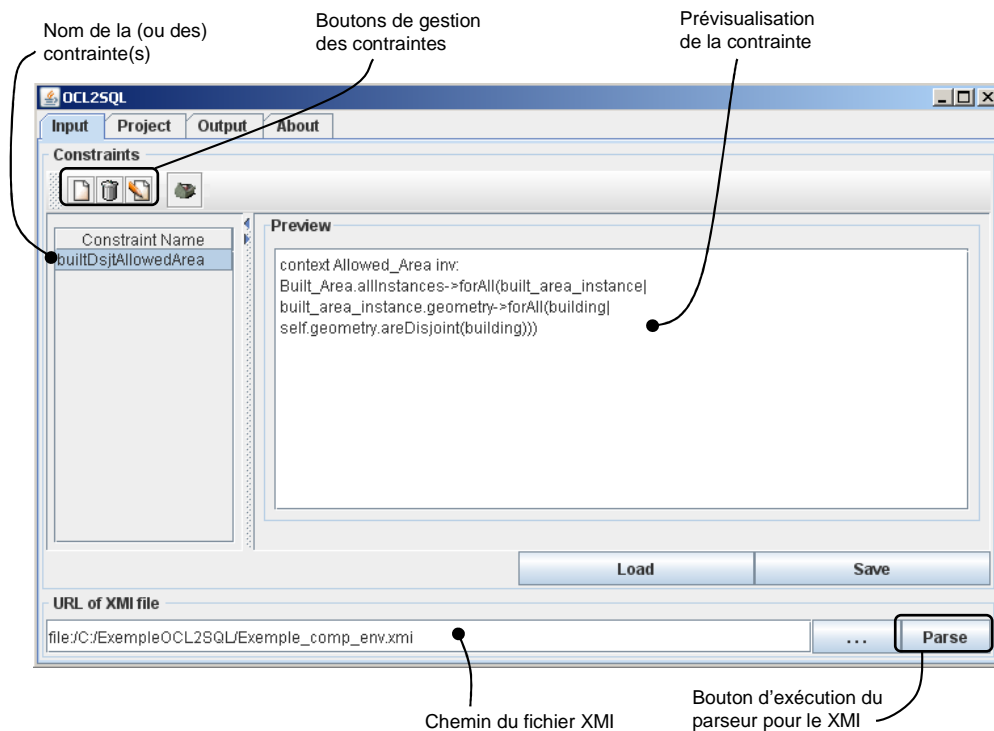 Nom de la (ou des)
contrainte(s)
Boutons de gestion
des contraintes
Prévisualisation
de la contrainte
OCL2SQL
Input Project Output About
Constraints
Constraint Name
builtDsjtAllowedArea
Preview
context Allowed_Area inv:
Built_Area.allInstances->forAll(built_area_instance|
built_area_instance.geometry->forAll(building|
self.geometry.areDisjoint(building)))
Load Save
URL of XMI file
file:/C:/ExempleOCL2SQL/Exemple_comp_env.xmi ... Parse
Chemin du fichier XMI
Bouton d'exécution du
parseur pour le XMI